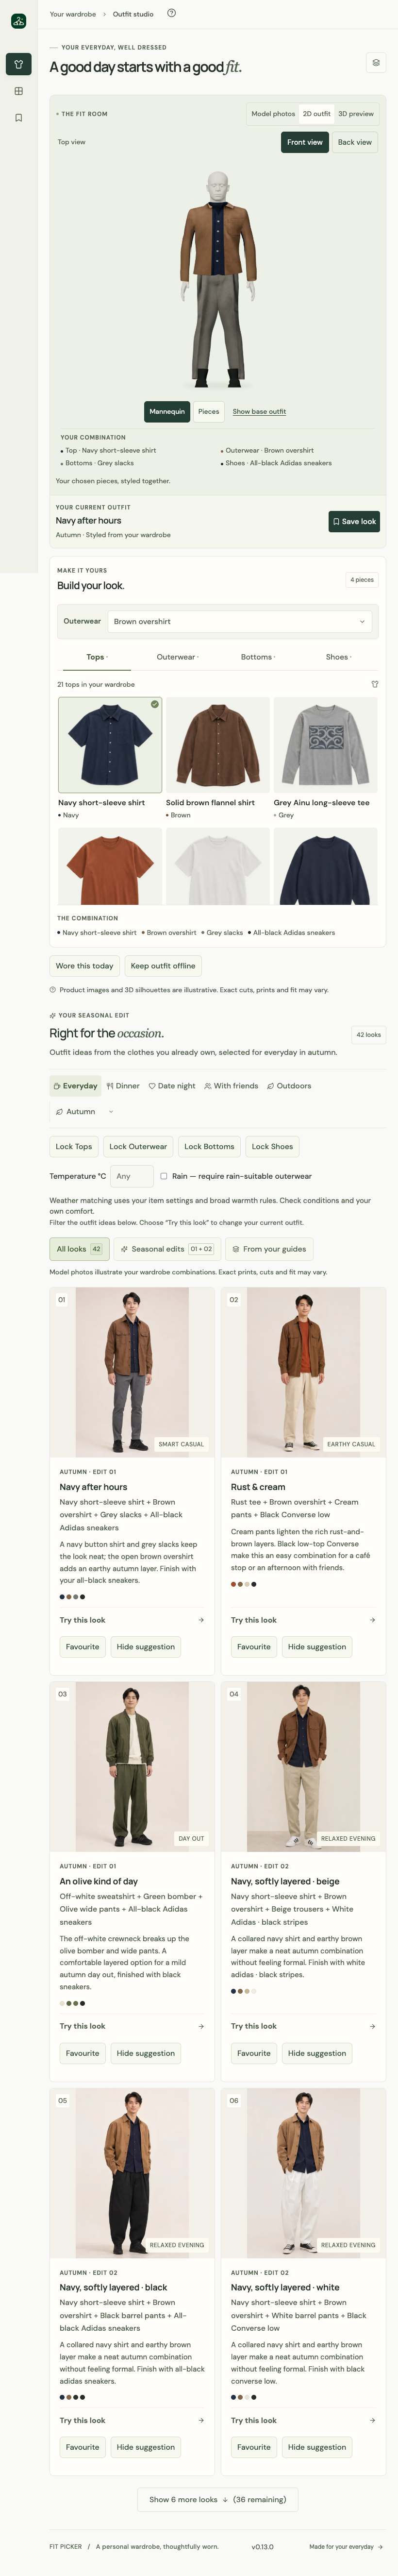 Your wardrobe > Outfit studio
YOUR EVERYDAY, WELL DRESSED
A good day starts with a good fit.
THE FIT ROOM
Model photos 2D outfit 3D preview
Top view
Front view Back view
Mannequin Pieces Show base outfit
YOUR COMBINATION
Top · Navy short-sleeve shirt
Outerwear · Brown overshirt
Bottoms · Grey slacks
Shoes · All-black Adidas sneakers
Your chosen pieces, styled together.
YOUR CURRENT OUTFIT
Navy after hours
Autumn · Styled from your wardrobe
Save look
MAKE IT YOURS
Build your look.
4 pieces
Outerwear Brown overshirt
Tops · Outerwear · Bottoms · Shoes ·
21 tops in your wardrobe
Navy short-sleeve shirt
Navy
Solid brown flannel shirt
Brown
Grey Ainu long-sleeve tee
Grey
THE COMBINATION
Navy short-sleeve shirt Brown overshirt Grey slacks All-black Adidas sneakers
Wore this today Keep outfit offline
Product images and 3D silhouettes are illustrative. Exact cuts, prints and fit may vary.
YOUR SEASONAL EDIT
Right for the occasion.
42 looks
Outfit ideas from the clothes you already own, selected for everyday in autumn.
Everyday Dinner Date night With friends Outdoors
Autumn
Lock Tops Lock Outerwear Lock Bottoms Lock Shoes
Temperature °C Any Rain — require rain-suitable outerwear
Weather matching uses your item settings and broad warmth rules. Check conditions and your
own comfort.
Filter the outfit ideas below. Choose “Try this look” to change your current outfit.
All looks 42 Seasonal edits 01 + 02 From your guides
Model photos illustrate your wardrobe combinations. Exact prints, cuts and fit may vary.
01
SMART CASUAL
AUTUMN · EDIT 01
Navy after hours
Navy short-sleeve shirt + Brown
overshirt + Grey slacks + All-black
Adidas sneakers
A navy button shirt and grey slacks keep
the look neat; the open brown overshirt
adds an earthy autumn layer. Finish with
your all-black sneakers.
Try this look
Favourite Hide suggestion
02
EARTHY CASUAL
AUTUMN · EDIT 01
Rust & cream
Rust tee + Brown overshirt + Cream
pants + Black Converse low
Cream pants lighten the rich rust-and-
brown layers. Black low-top Converse
make this an easy combination for a café
stop or an afternoon with friends.
Try this look
Favourite Hide suggestion
03
DAY OUT
AUTUMN · EDIT 01
An olive kind of day
Off-white sweatshirt + Green bomber +
Olive wide pants + All-black Adidas
sneakers
The off-white crewneck breaks up the
olive bomber and wide pants. A
comfortable layered option for a mild
autumn day out, finished with black
sneakers.
Try this look
Favourite Hide suggestion
04
RELAXED EVENING
AUTUMN · EDIT 02
Navy, softly layered · beige
Navy short-sleeve shirt + Brown
overshirt + Beige trousers + White
Adidas · black stripes
A collared navy shirt and earthy brown
layer make a neat autumn combination
without feeling formal. Finish with white
adidas · black stripes.
Try this look
Favourite Hide suggestion
05
RELAXED EVENING
AUTUMN · EDIT 02
Navy, softly layered · black
Navy short-sleeve shirt + Brown
overshirt + Black barrel pants + All-
black Adidas sneakers
A collared navy shirt and earthy brown
layer make a neat autumn combination
without feeling formal. Finish with all-black
adidas sneakers.
Try this look
Favourite Hide suggestion
06
RELAXED EVENING
AUTUMN · EDIT 02
Navy, softly layered · white
Navy short-sleeve shirt + Brown
overshirt + White barrel pants + Black
Converse low
A collared navy shirt and earthy brown
layer make a neat autumn combination
without feeling formal. Finish with black
converse low.
Try this look
Favourite Hide suggestion
Show 6 more looks ↓ (36 remaining)
FIT PICKER / A personal wardrobe, thoughtfully worn.
v0.13.0
Made for your everyday →